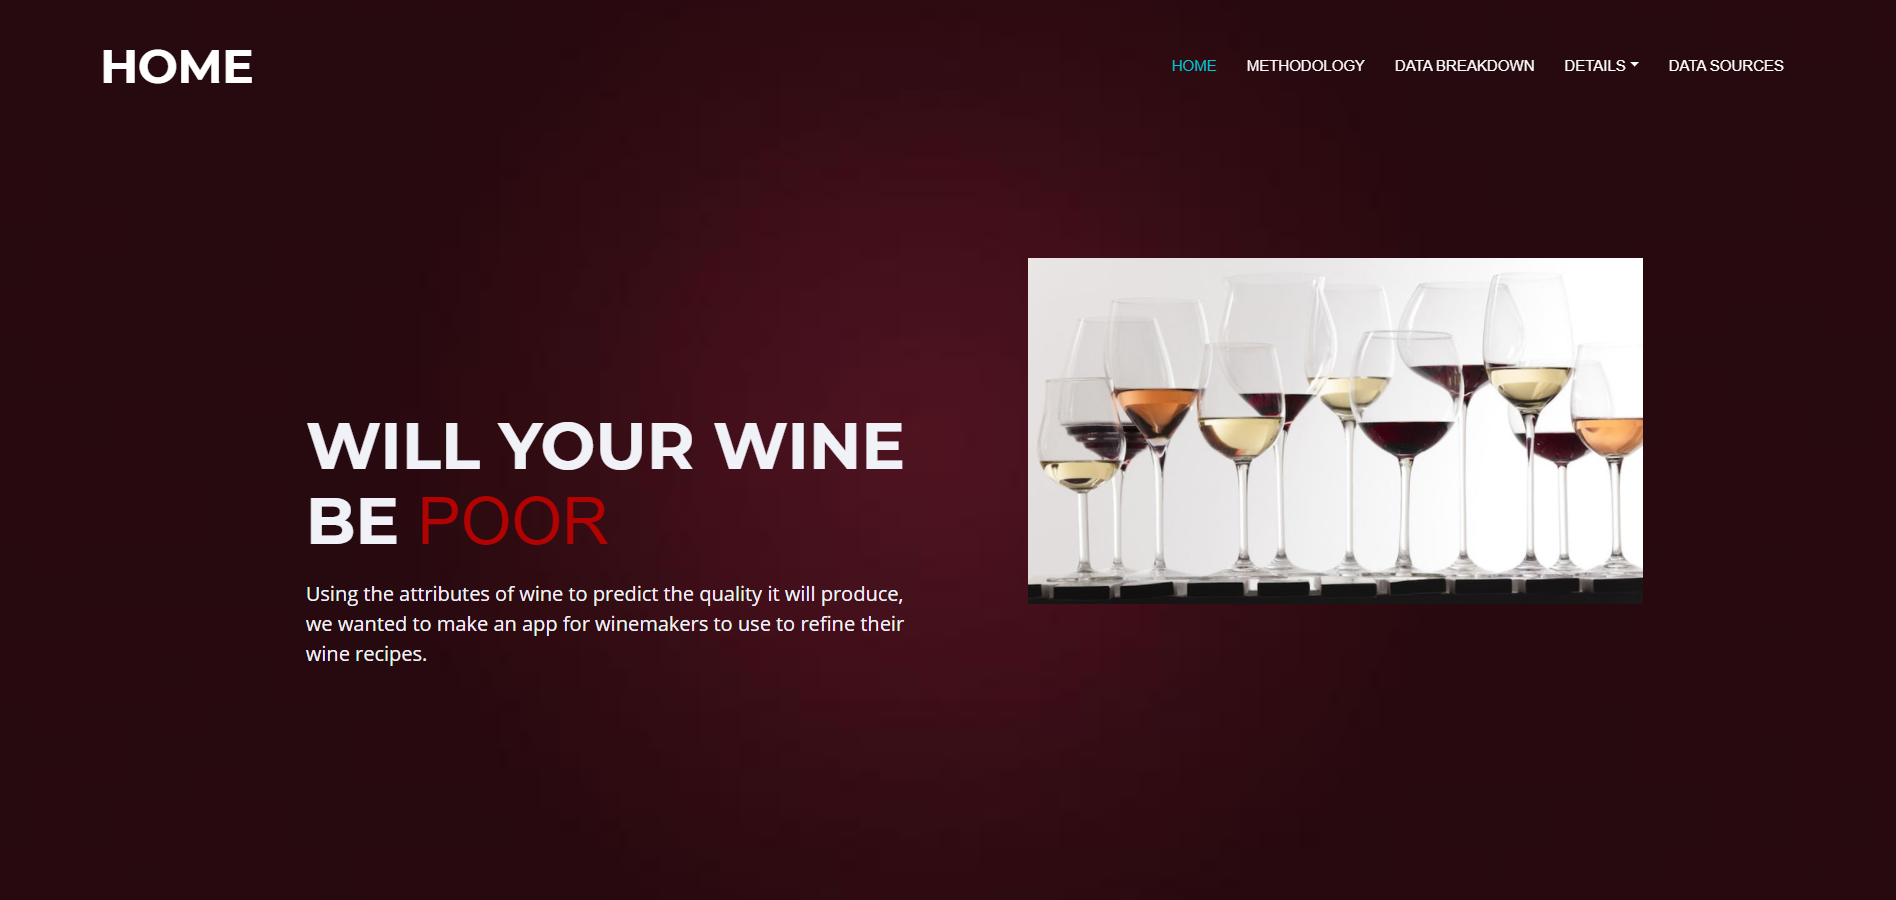 HOME
HOME METHODOLOGY DATA BREAKDOWN DETAILS DATA SOURCES
WILL YOUR WINE
BE POOR
Using the attributes of wine to predict the quality it will produce,
we wanted to make an app for winemakers to use to refine their
wine recipes.